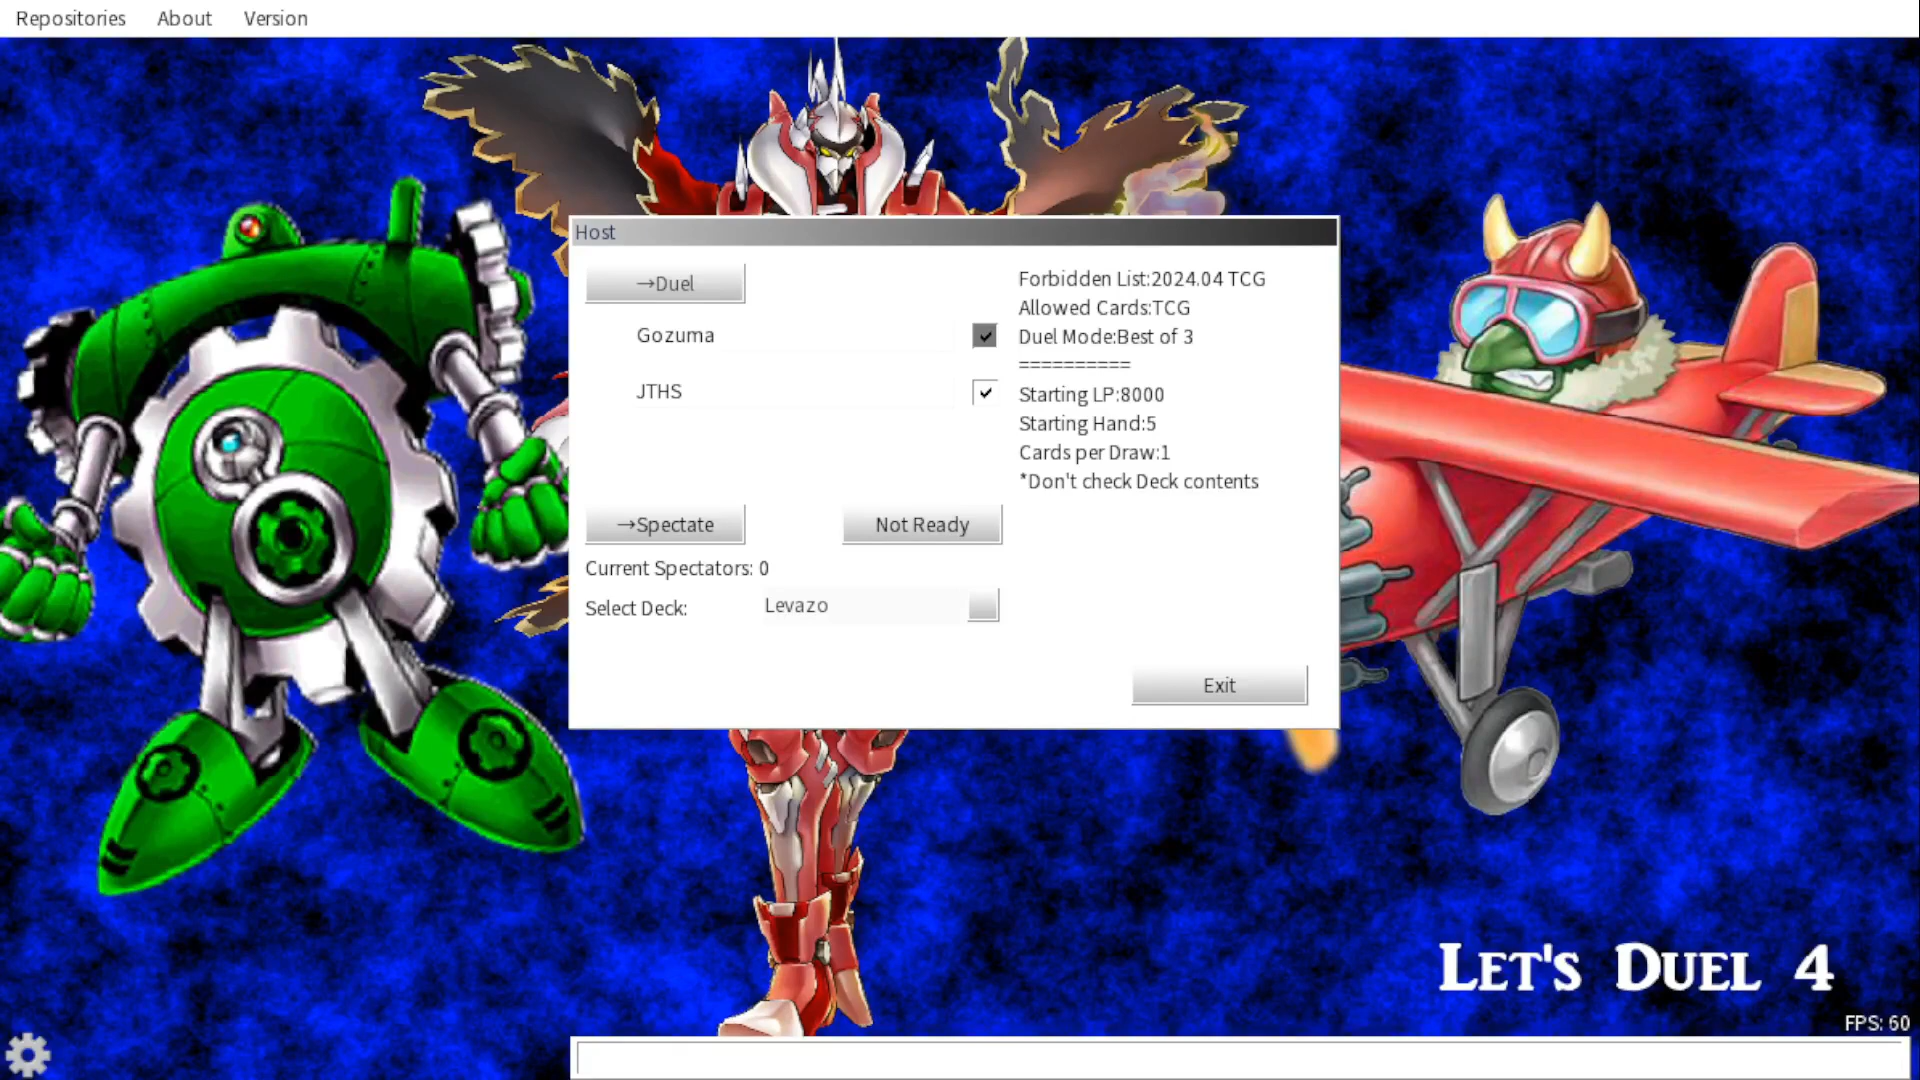 Repositories About Version
Host
→Duel
Gozuma
JTHS
→Spectate Not Ready
Current Spectators: 0
Select Deck: Levazo
Forbidden List:2024.04 TCG
Allowed Cards:TCG
Duel Mode:Best of 3
==========
Starting LP:8000
Starting Hand:5
Cards per Draw:1
*Don't check Deck contents
Exit
LET'S DUEL 4
FPS: 60